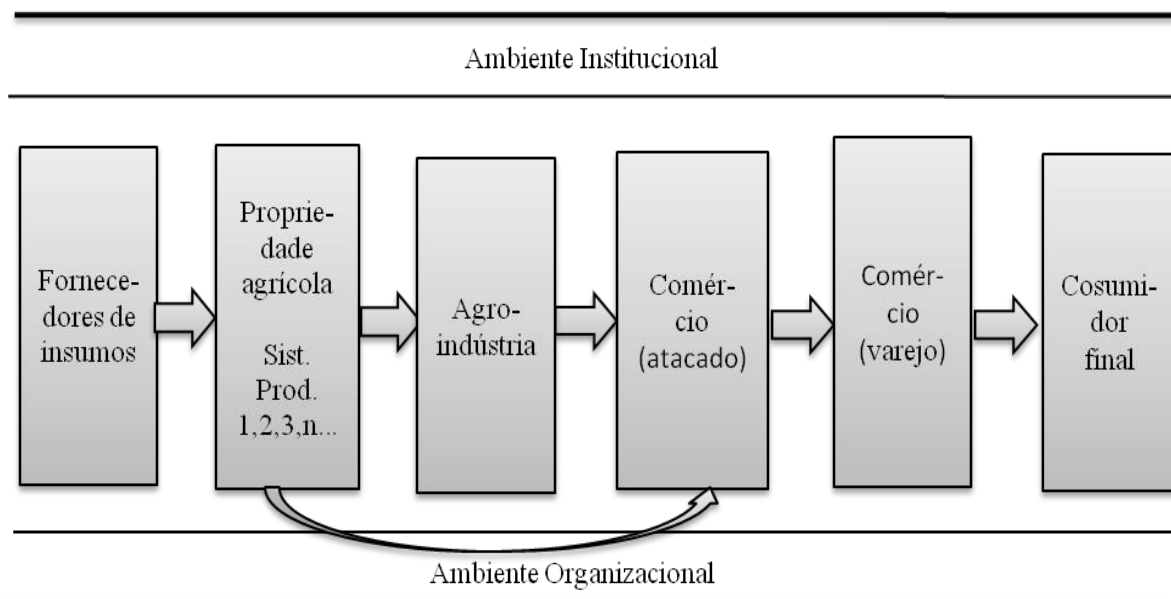 Ambiente Institucional
Fornece-
dores de
insumos
Proprie-
dade
agrícola
Sist.
Prod.
1,2,3,n...
Agro-
indústria
Comér-
cio
(atacado)
Comér-
cio
(varejo)
Cosumi-
dor
final
Ambiente Organizacional